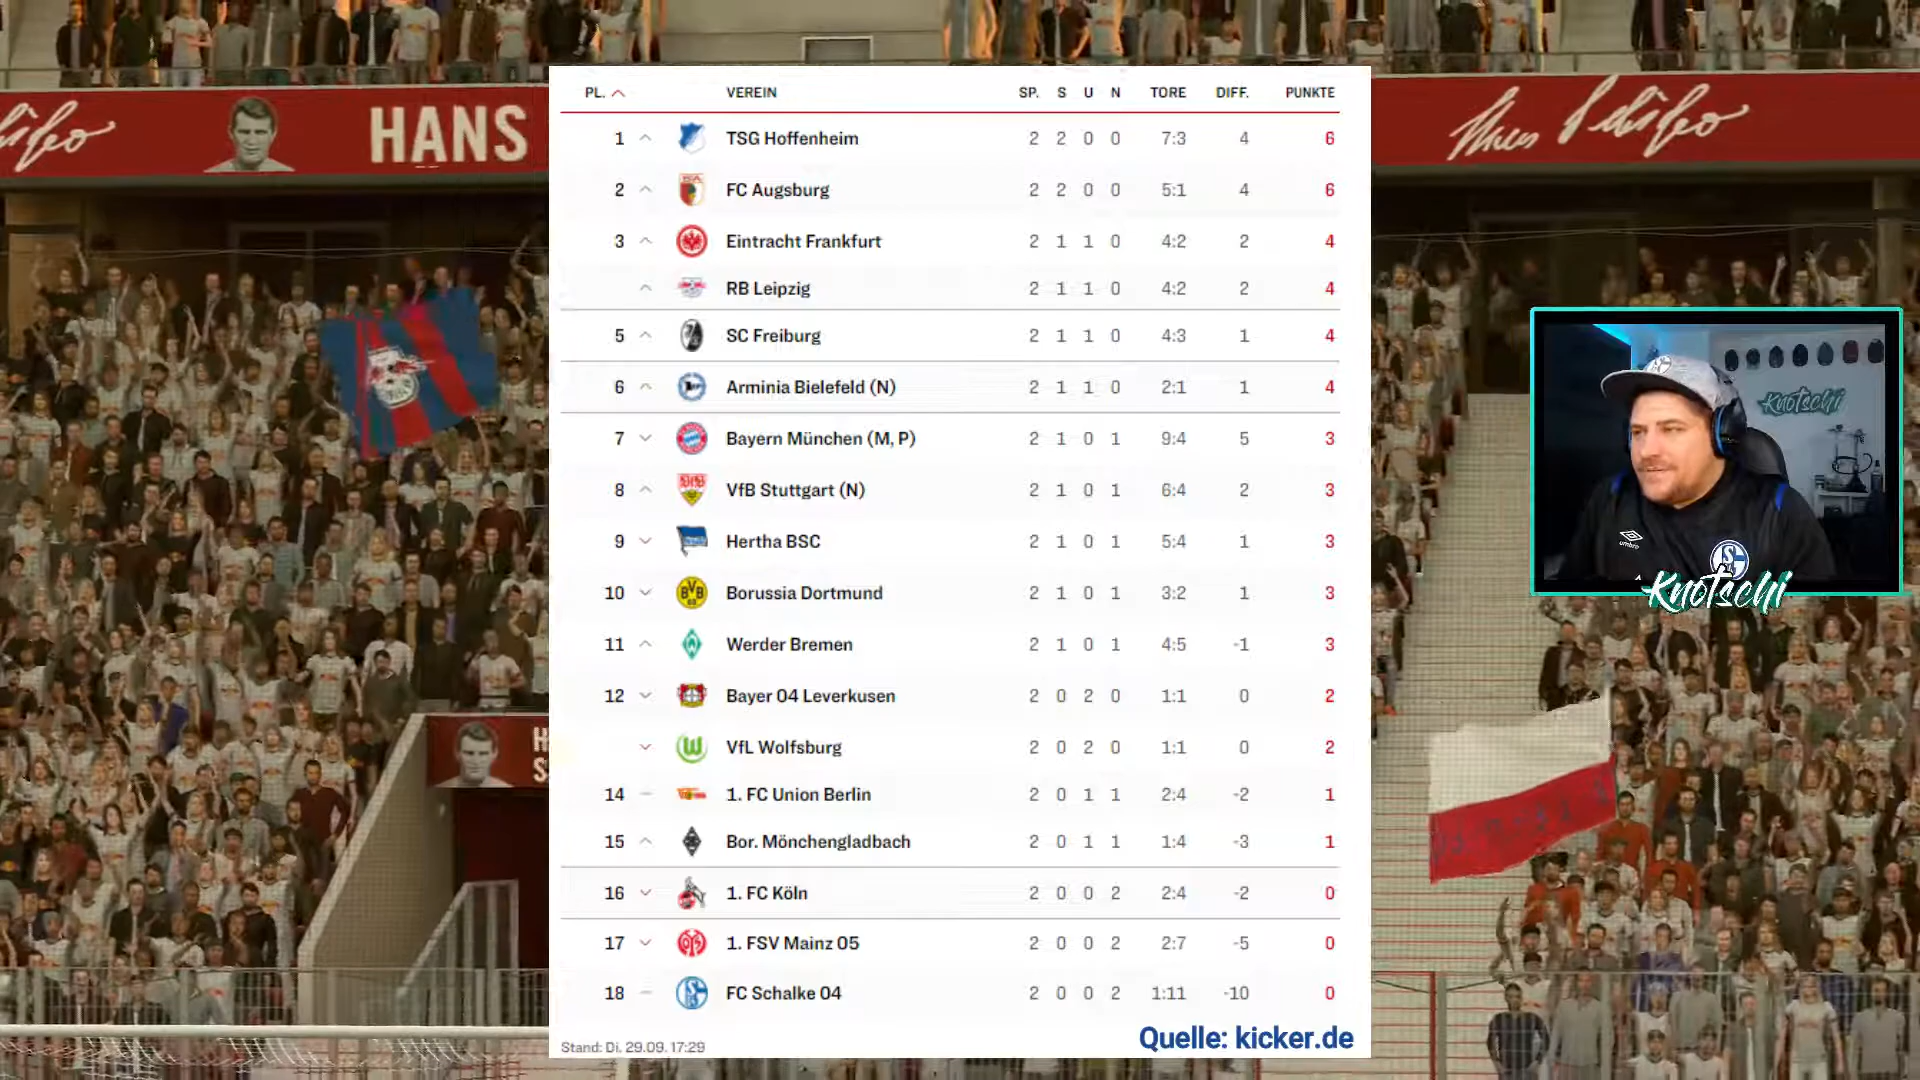 HANS
PL. VEREIN SP. S U N TORE DIFF. PUNKTE
1 TSG Hoffenheim 2 2 0 0 7:3 4 6
2 FC Augsburg 2 2 0 0 5:1 4 6
3 Eintracht Frankfurt 2 1 1 0 4:2 2 4
RB Leipzig 2 1 1 0 4:2 2 4
5 SC Freiburg 2 1 1 0 4:3 1 4
6 Arminia Bielefeld (N) 2 1 1 0 2:1 1 4
7 Bayern München (M, P) 2 1 0 1 9:4 5 3
8 VfB Stuttgart (N) 2 1 0 1 6:4 2 3
9 Hertha BSC 2 1 0 1 5:4 1 3
10 Borussia Dortmund 2 1 0 1 3:2 1 3
11 Werder Bremen 2 1 0 1 4:5 -1 3
12 Bayer 04 Leverkusen 2 0 2 0 1:1 0 2
VfL Wolfsburg 2 0 2 0 1:1 0 2
14 1. FC Union Berlin 2 0 1 1 2:4 -2 1
15 Bor. Mönchengladbach 2 0 1 1 1:4 -3 1
16 1. FC Köln 2 0 0 2 2:4 -2 0
17 1. FSV Mainz 05 2 0 0 2 2:7 -5 0
18 FC Schalke 04 2 0 0 2 1:11 -10 0
Stand: Di. 29.09. 17:29
Quelle: kicker.de
Knotschi
umbro
Knotschi